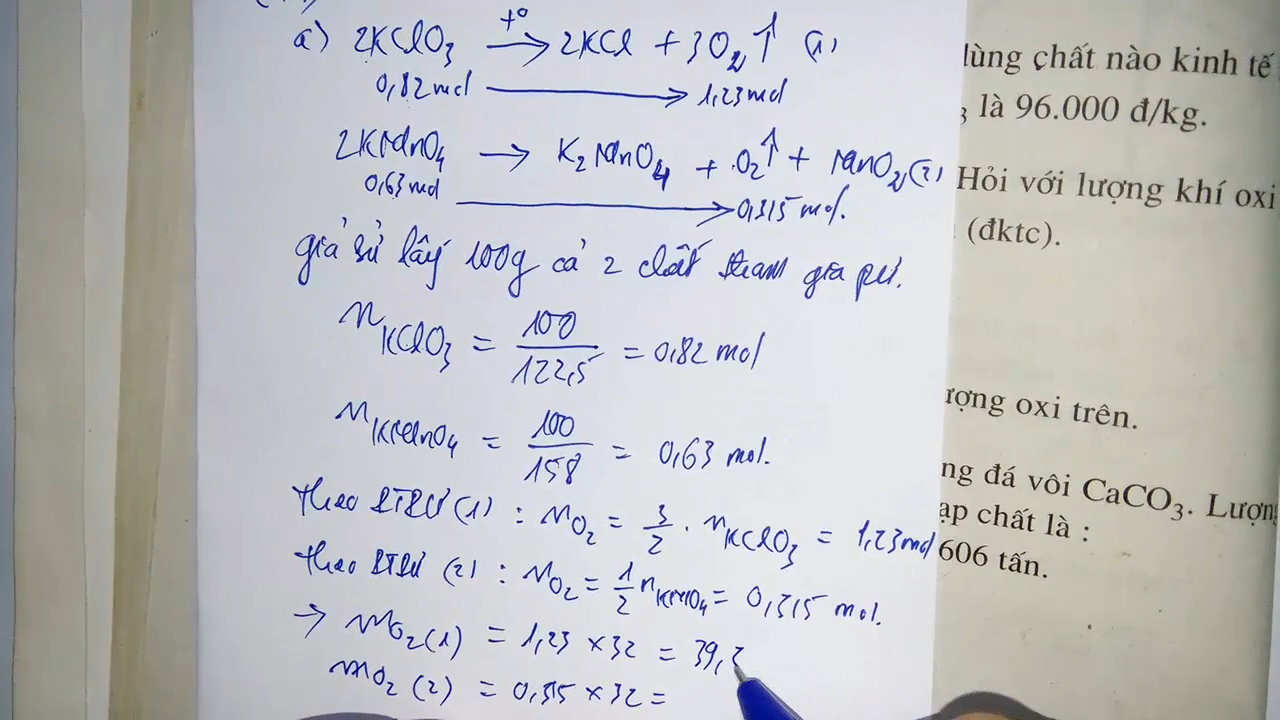 a) 2KClO₃ —t°→ 2KCl + 3O₂↑ (1)
0,82 mol → 1,23 mol
2KMnO₄ → K₂MnO₄ + O₂↑ + MnO₂ (2)
0,63 mol → 0,315 mol.
giả sử lấy 100g cả 2 chất tham gia pứ.
nKClO₃ = 100/122,5 = 0,82 mol
nKMnO₄ = 100/158 = 0,63 mol.
theo PTPƯ (1) : nO₂ = 3/2 . nKClO₃ = 1,23 mol
theo PTPƯ (2) : nO₂ = 1/2 nKMnO₄ = 0,315 mol.
→ mO₂(1) = 1,23 × 32 = 39,3
mO₂ (2) = 0,315 × 32 =
dùng chất nào kinh tế
₃ là 96.000 đ/kg.
Hỏi với lượng khí oxi
(đktc).
ượng oxi trên.
ng đá vôi CaCO₃. Lượn
ạp chất là :
606 tấn.